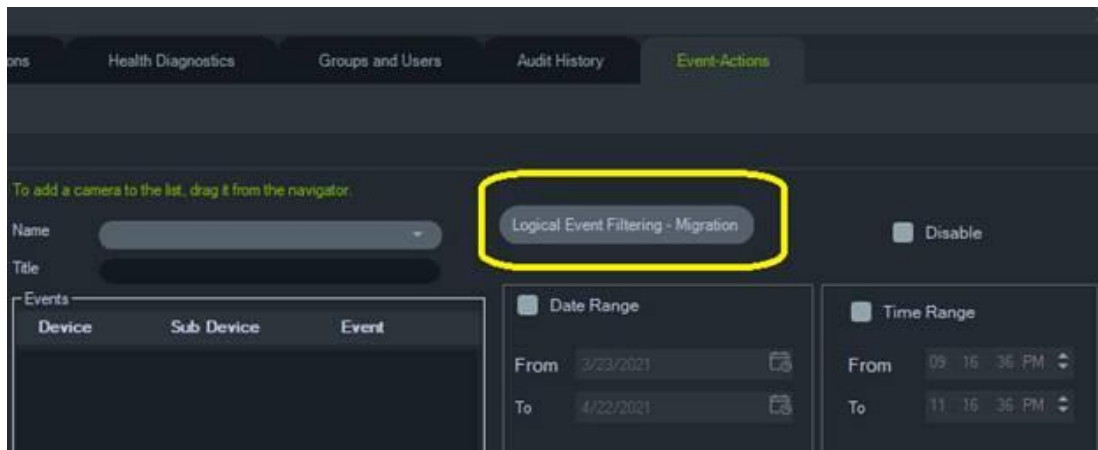 ons Health Diagnostics Groups and Users Audit History Event-Actions
To add a camera to the list, drag it from the navigator.
Name
Logical Event Filtering - Migration
Disable
Title
Events
Device Sub Device Event
Date Range
From 3/23/2021
To 4/22/2021
Time Range
From 09 16 36 PM
To 11 16 36 PM